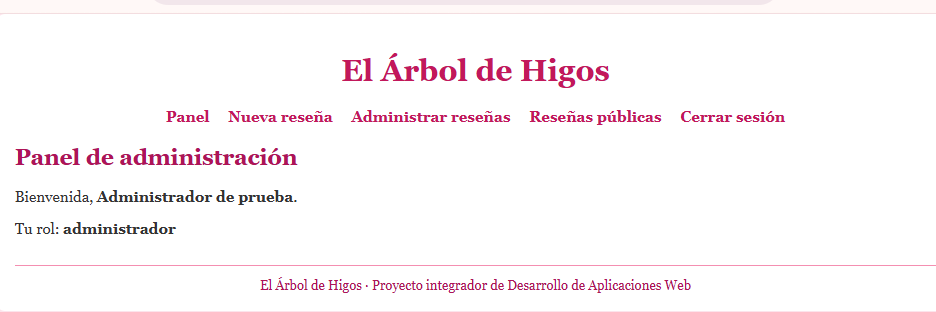 El Árbol de Higos
Panel Nueva reseña Administrar reseñas Reseñas públicas Cerrar sesión
Panel de administración
Bienvenida, Administrador de prueba.
Tu rol: administrador
El Árbol de Higos · Proyecto integrador de Desarrollo de Aplicaciones Web